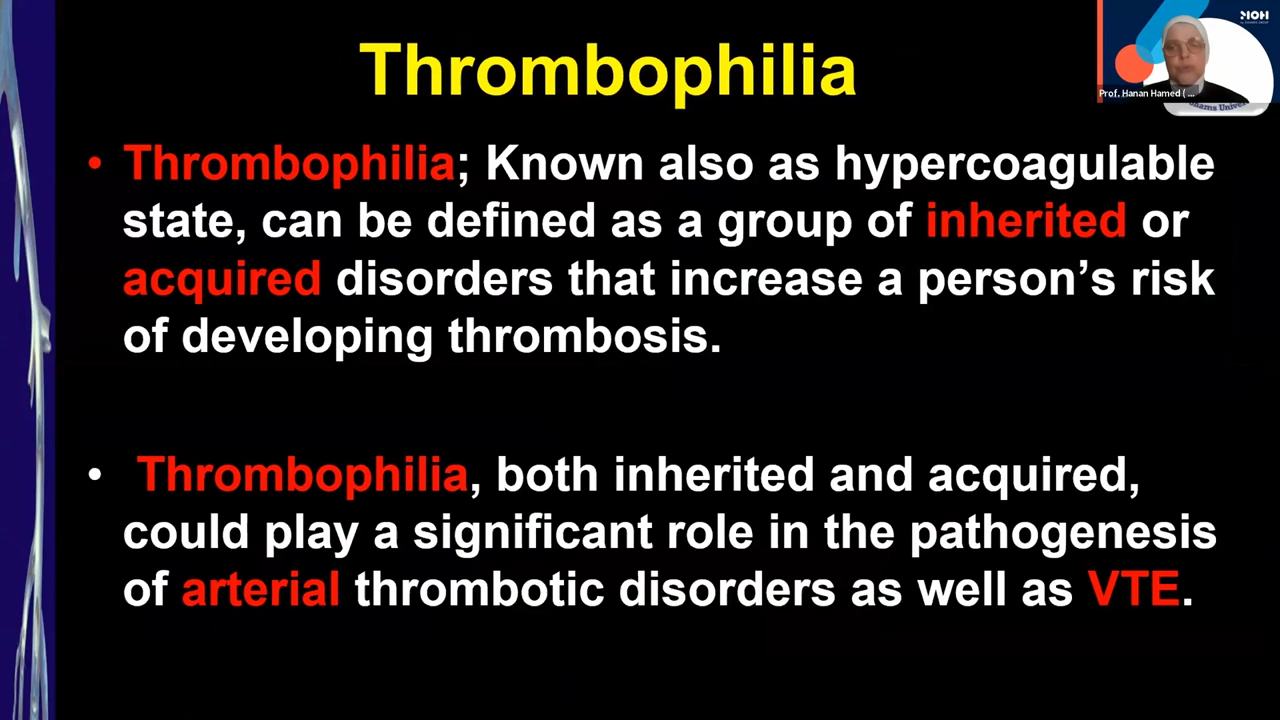 Thrombophilia
• Thrombophilia; Known also as hypercoagulable
state, can be defined as a group of inherited or
acquired disorders that increase a person’s risk
of developing thrombosis.
• Thrombophilia, both inherited and acquired,
could play a significant role in the pathogenesis
of arterial thrombotic disorders as well as VTE.
Prof. Hanan Hamed ( ...